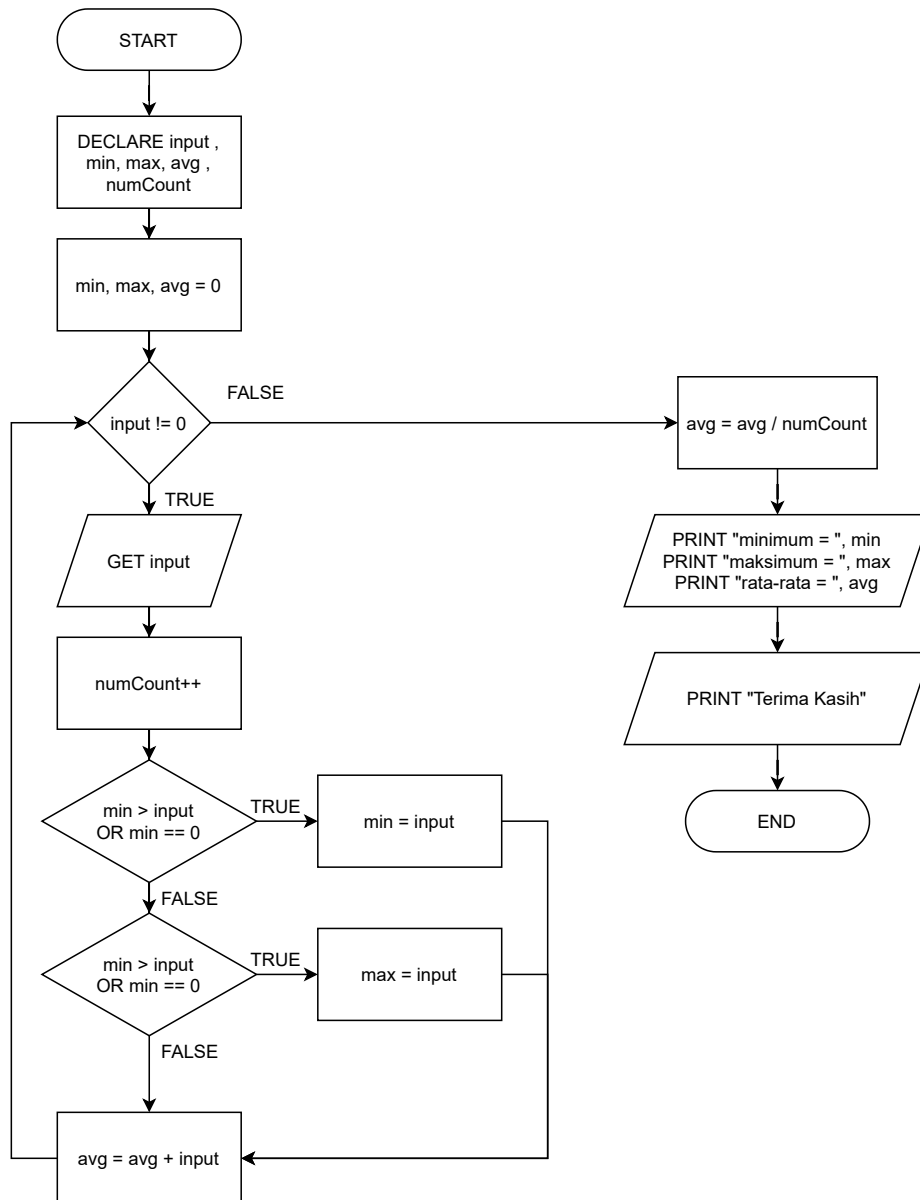 START
DECLARE input ,
min, max, avg ,
numCount
min, max, avg = 0
input != 0
FALSE
TRUE
GET input
numCount++
min > input
OR min == 0
TRUE
min = input
FALSE
min > input
OR min == 0
TRUE
max = input
FALSE
avg = avg + input
avg = avg / numCount
PRINT "minimum = ", min
PRINT "maksimum = ", max
PRINT "rata-rata = ", avg
PRINT "Terima Kasih"
END